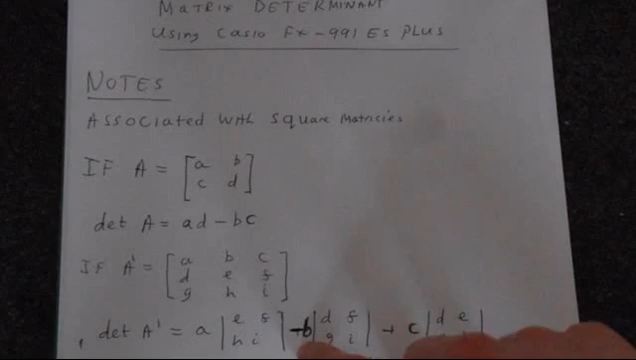 MATRIX DETERMINANT
Using Casio Fx-991 ES PLUS
NOTES
Associated with Square Matricies
IF A = [a b
c d]
det A = ad - bc
IF A' = [a b c
d e f
g h i]
, det A' = a |e f
h i| - b |d f
g i| + c |d e